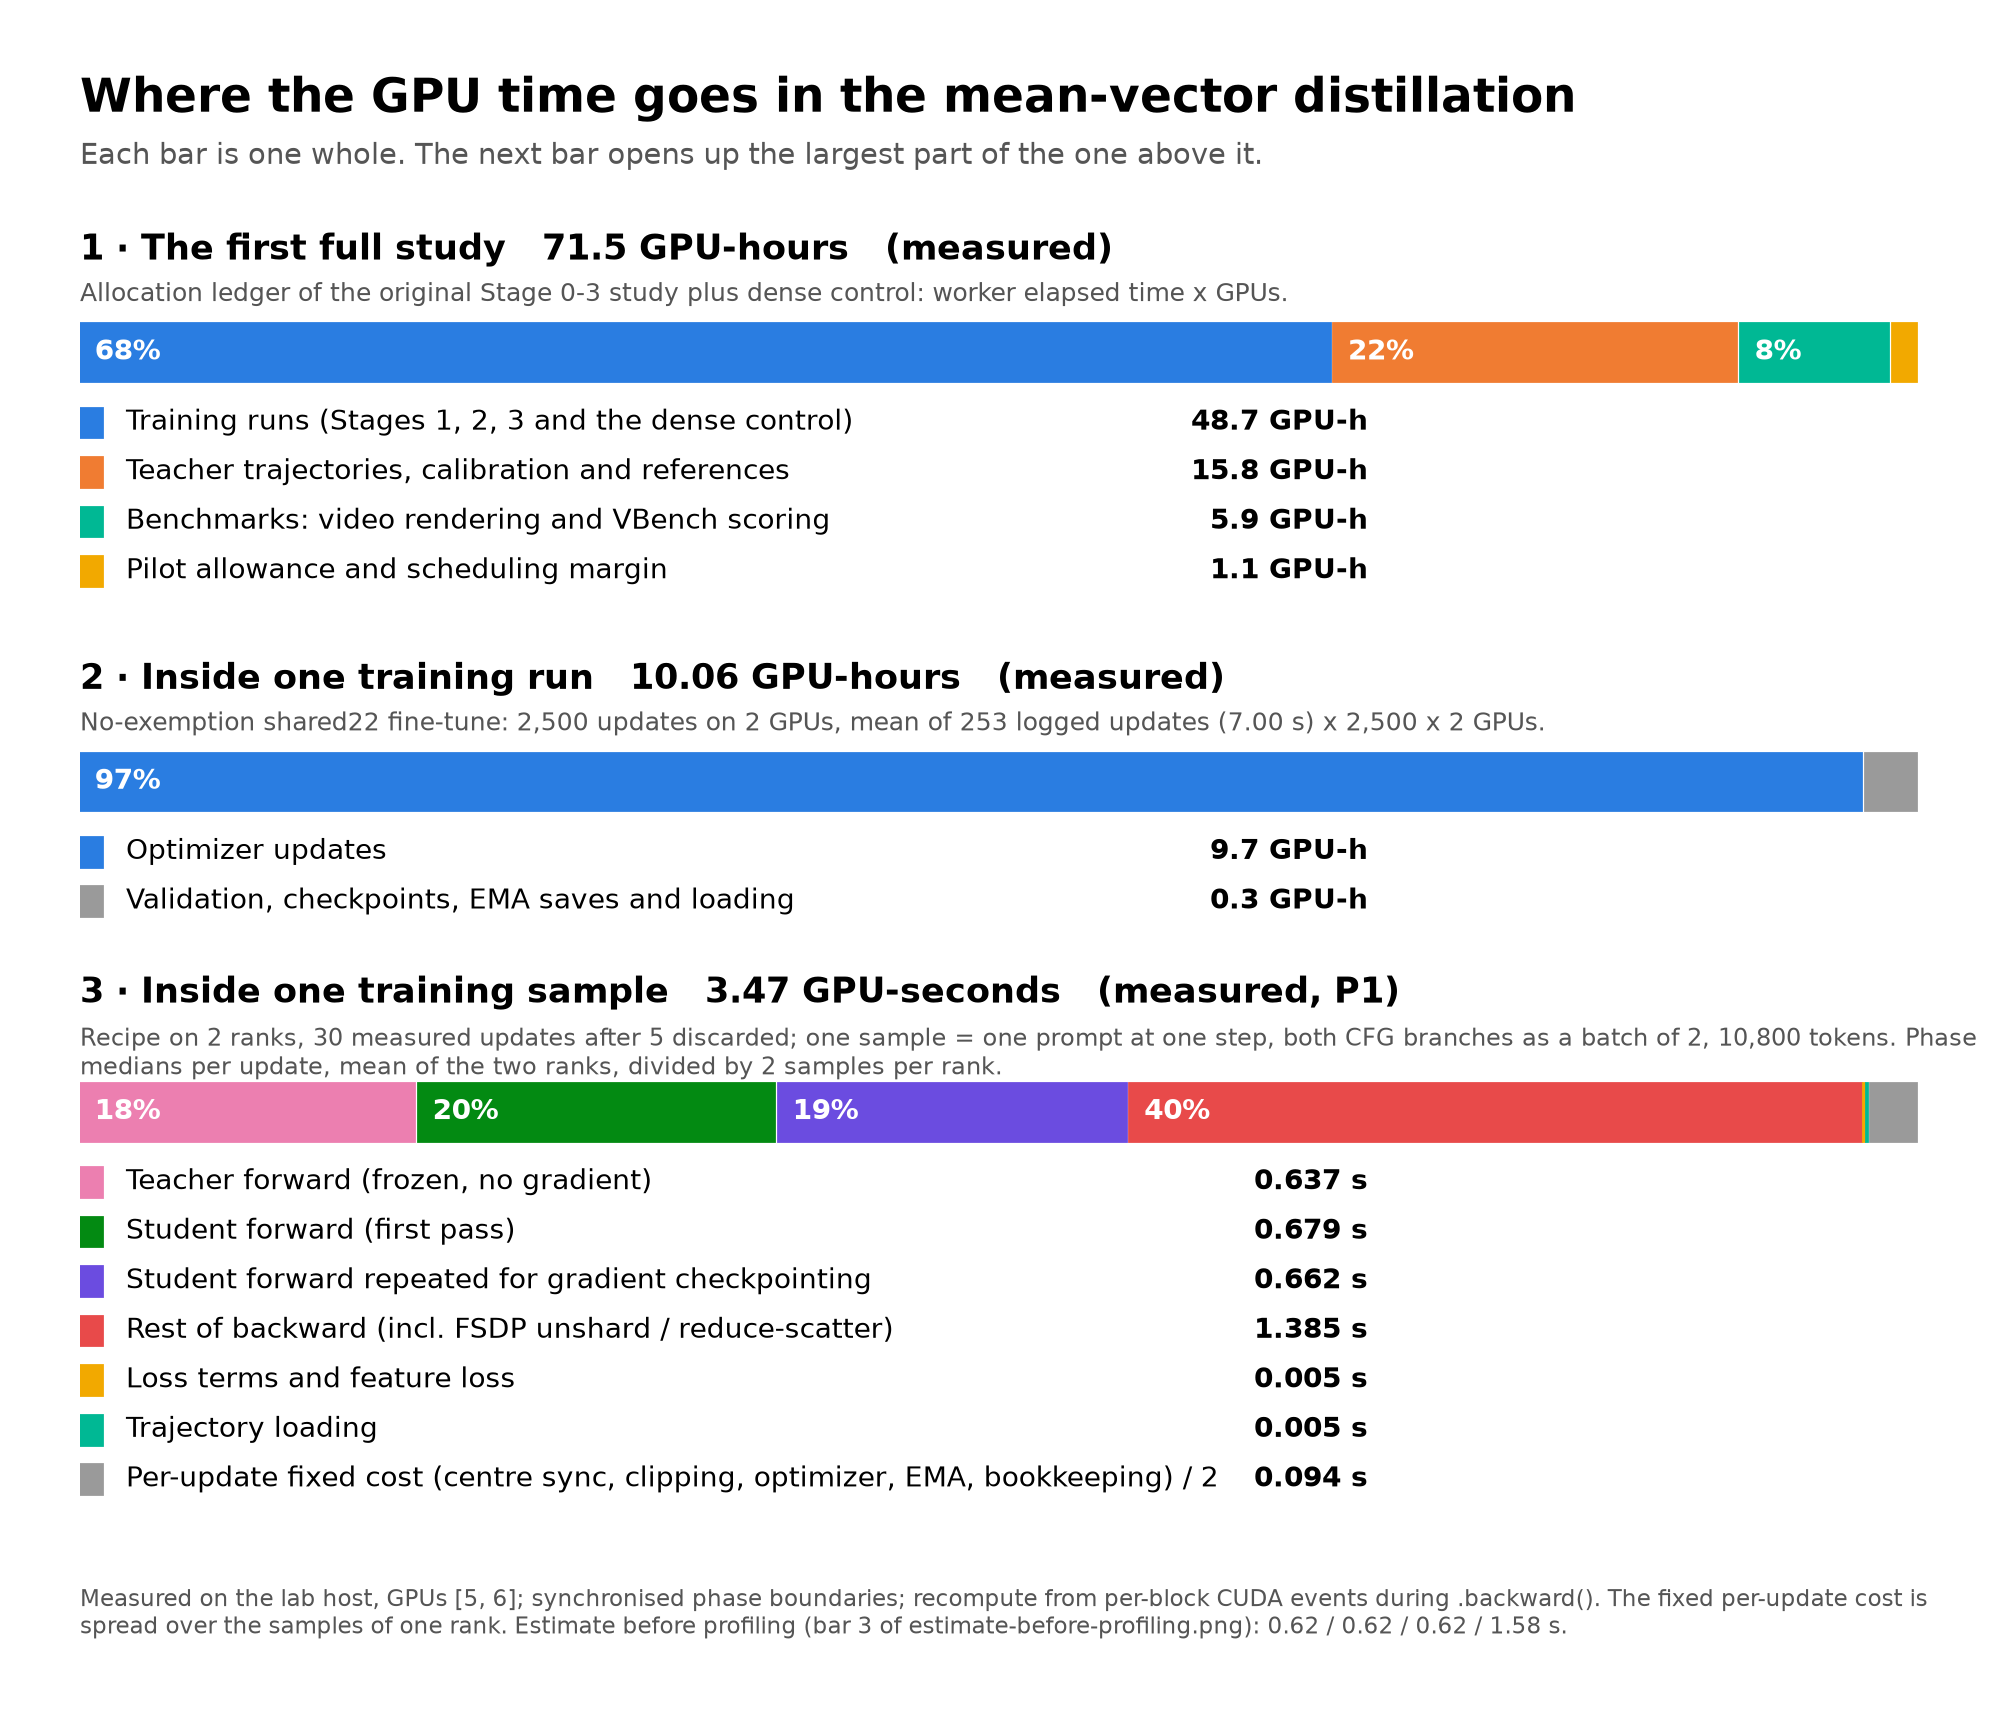 Where the GPU time goes in the mean-vector distillation
Each bar is one whole. The next bar opens up the largest part of the one above it.
1 · The first full study   71.5 GPU-hours   (measured)
Allocation ledger of the original Stage 0-3 study plus dense control: worker elapsed time x GPUs.
68% 22% 8%
Training runs (Stages 1, 2, 3 and the dense control) 48.7 GPU-h
Teacher trajectories, calibration and references 15.8 GPU-h
Benchmarks: video rendering and VBench scoring 5.9 GPU-h
Pilot allowance and scheduling margin 1.1 GPU-h
2 · Inside one training run   10.06 GPU-hours   (measured)
No-exemption shared22 fine-tune: 2,500 updates on 2 GPUs, mean of 253 logged updates (7.00 s) x 2,500 x 2 GPUs.
97%
Optimizer updates 9.7 GPU-h
Validation, checkpoints, EMA saves and loading 0.3 GPU-h
3 · Inside one training sample   3.47 GPU-seconds   (measured, P1)
Recipe on 2 ranks, 30 measured updates after 5 discarded; one sample = one prompt at one step, both CFG branches as a batch of 2, 10,800 tokens. Phase
medians per update, mean of the two ranks, divided by 2 samples per rank.
18% 20% 19% 40%
Teacher forward (frozen, no gradient) 0.637 s
Student forward (first pass) 0.679 s
Student forward repeated for gradient checkpointing 0.662 s
Rest of backward (incl. FSDP unshard / reduce-scatter) 1.385 s
Loss terms and feature loss 0.005 s
Trajectory loading 0.005 s
Per-update fixed cost (centre sync, clipping, optimizer, EMA, bookkeeping) / 2 0.094 s
Measured on the lab host, GPUs [5, 6]; synchronised phase boundaries; recompute from per-block CUDA events during .backward(). The fixed per-update cost is
spread over the samples of one rank. Estimate before profiling (bar 3 of estimate-before-profiling.png): 0.62 / 0.62 / 0.62 / 1.58 s.